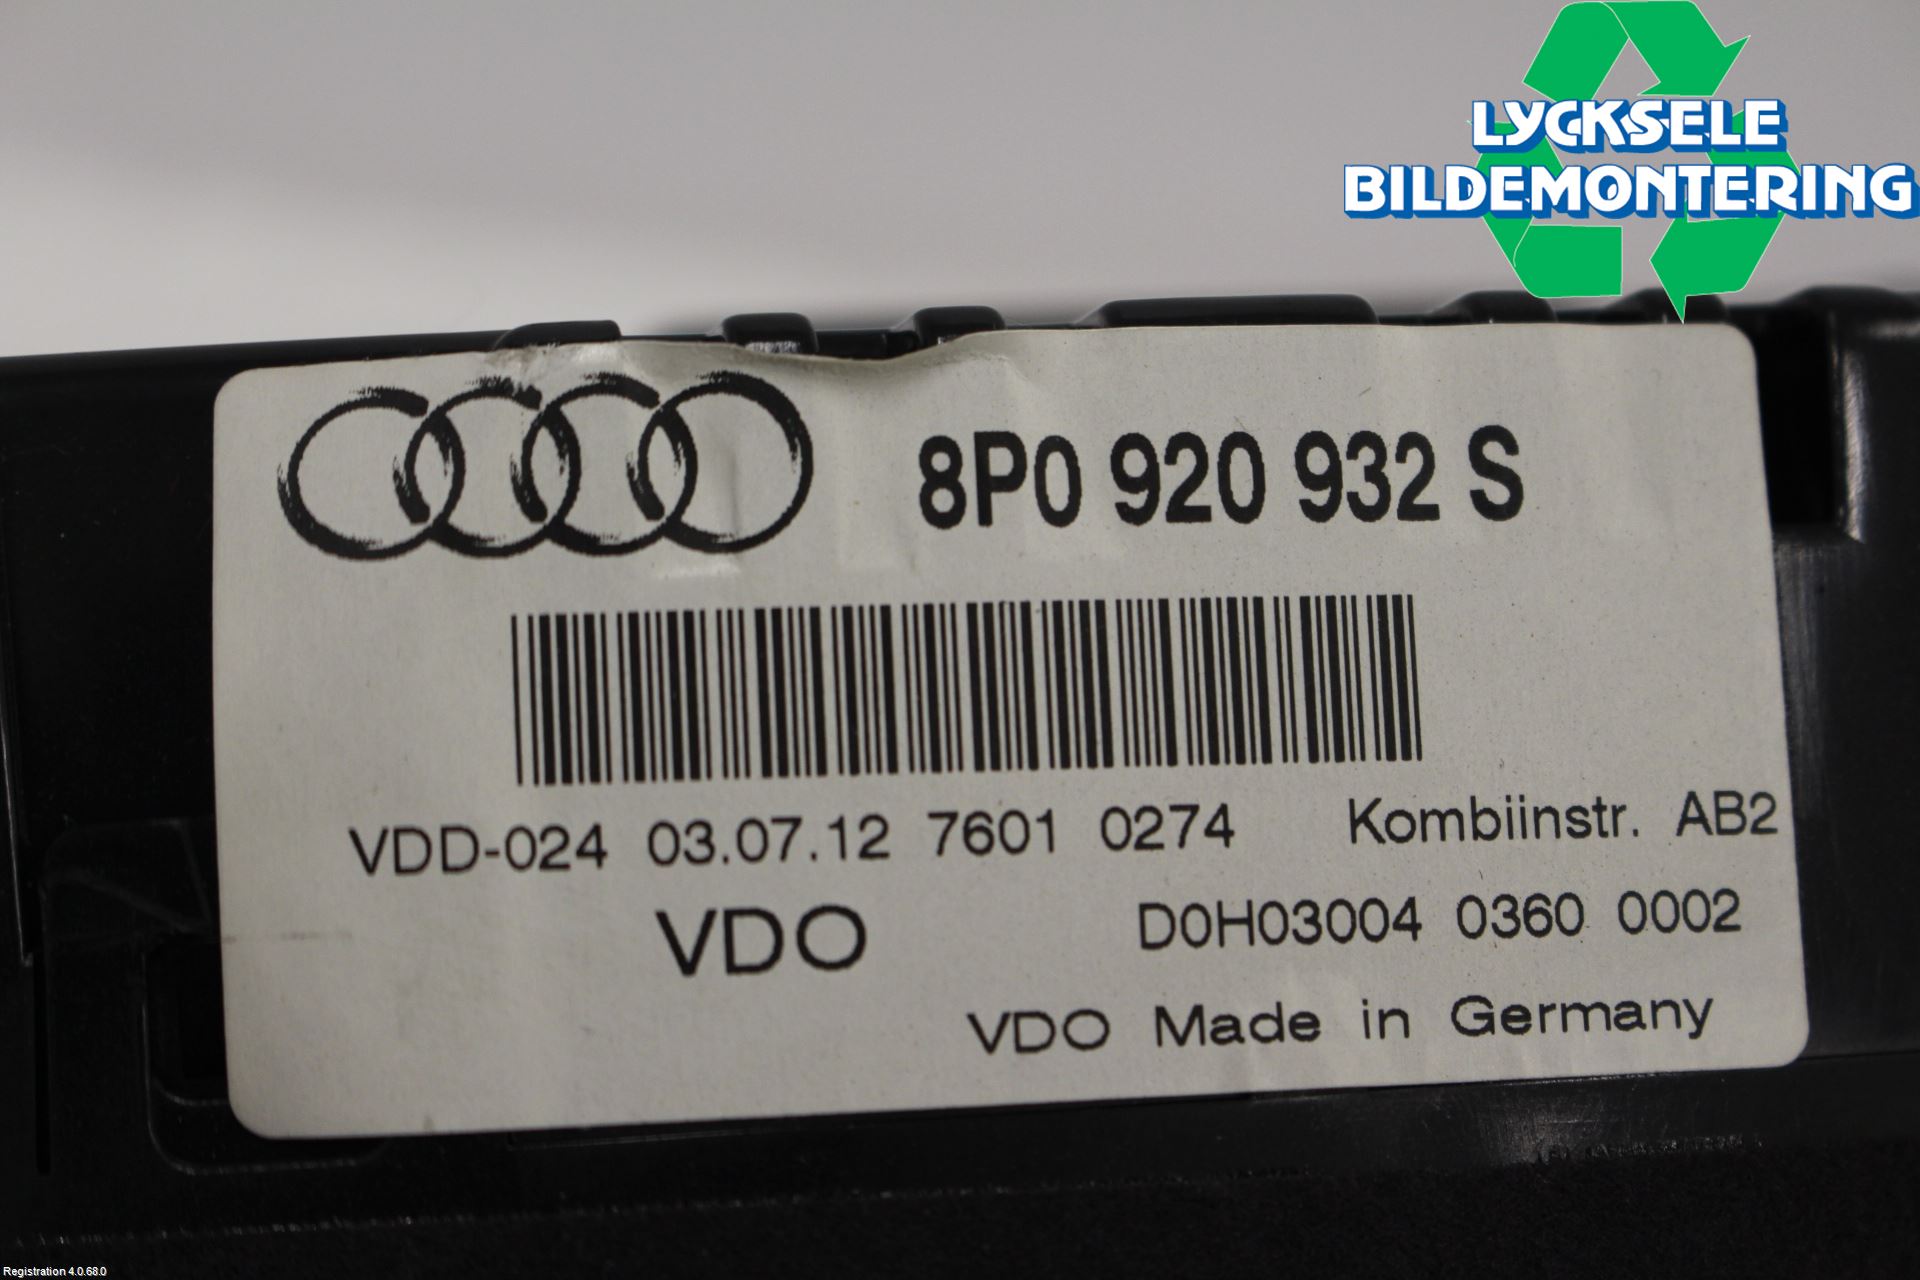 LYCKSELE
BILDEMONTERING
8P0 920 932 S
VDD-024 03.07.12 7601 0274 Kombiinstr. AB2
VDO D0H03004 0360 0002
VDO Made in Germany
Registration 4.0.68.0